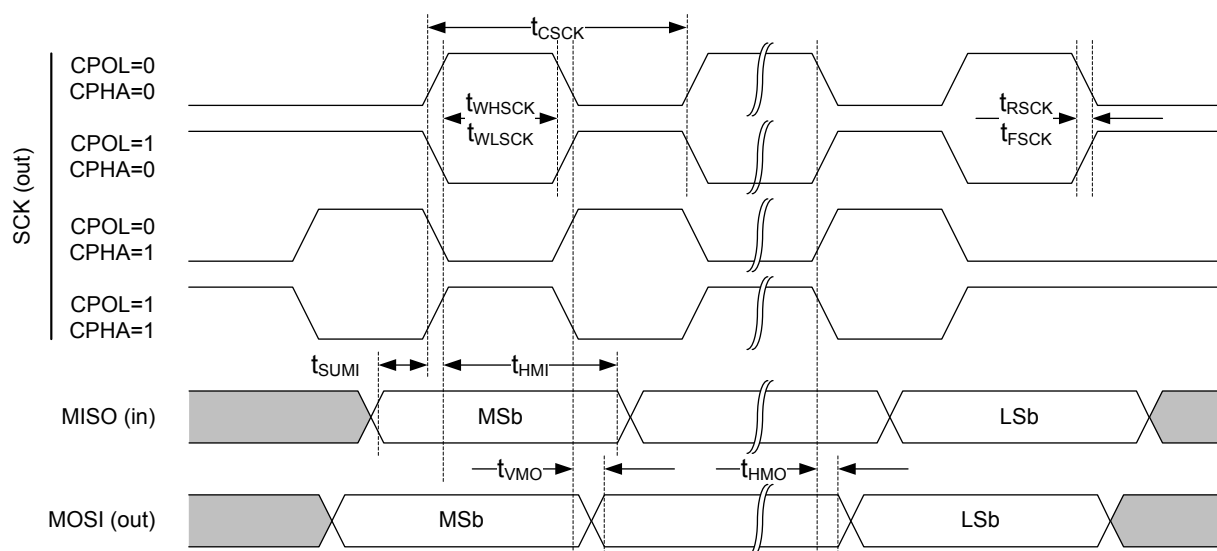 tCSCK
SCK (out)
CPOL=0
CPHA=0
tWHSCK
tWLSCK
tRSCK
tFSCK
CPOL=1
CPHA=0
CPOL=0
CPHA=1
CPOL=1
CPHA=1
tSUMI
tHMI
MISO (in)
MSb
LSb
tVMO
tHMO
MOSI (out)
MSb
LSb